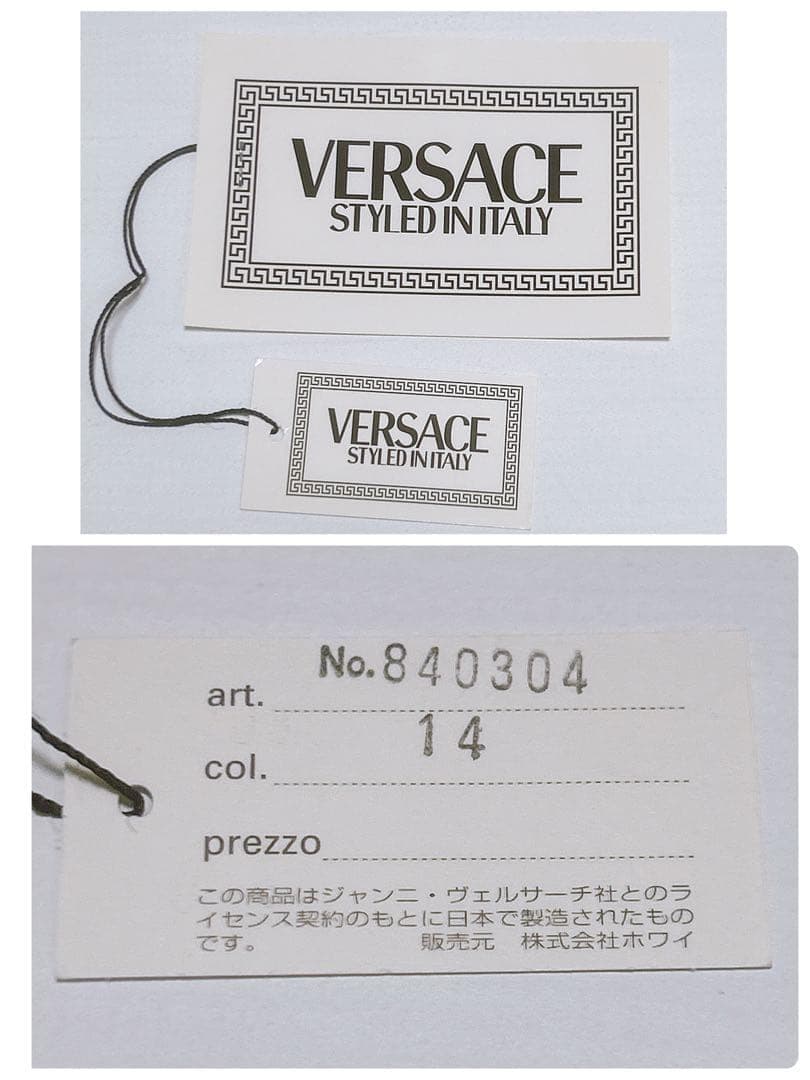 VERSACE
STYLED IN ITALY
VERSACE
STYLED IN ITALY
art. No.840304
col. 14
prezzo
この商品はジャンニ・ヴェルサーチ社とのラ
イセンス契約のもとに日本で製造されたもの
です。 販売元 株式会社ホワイ